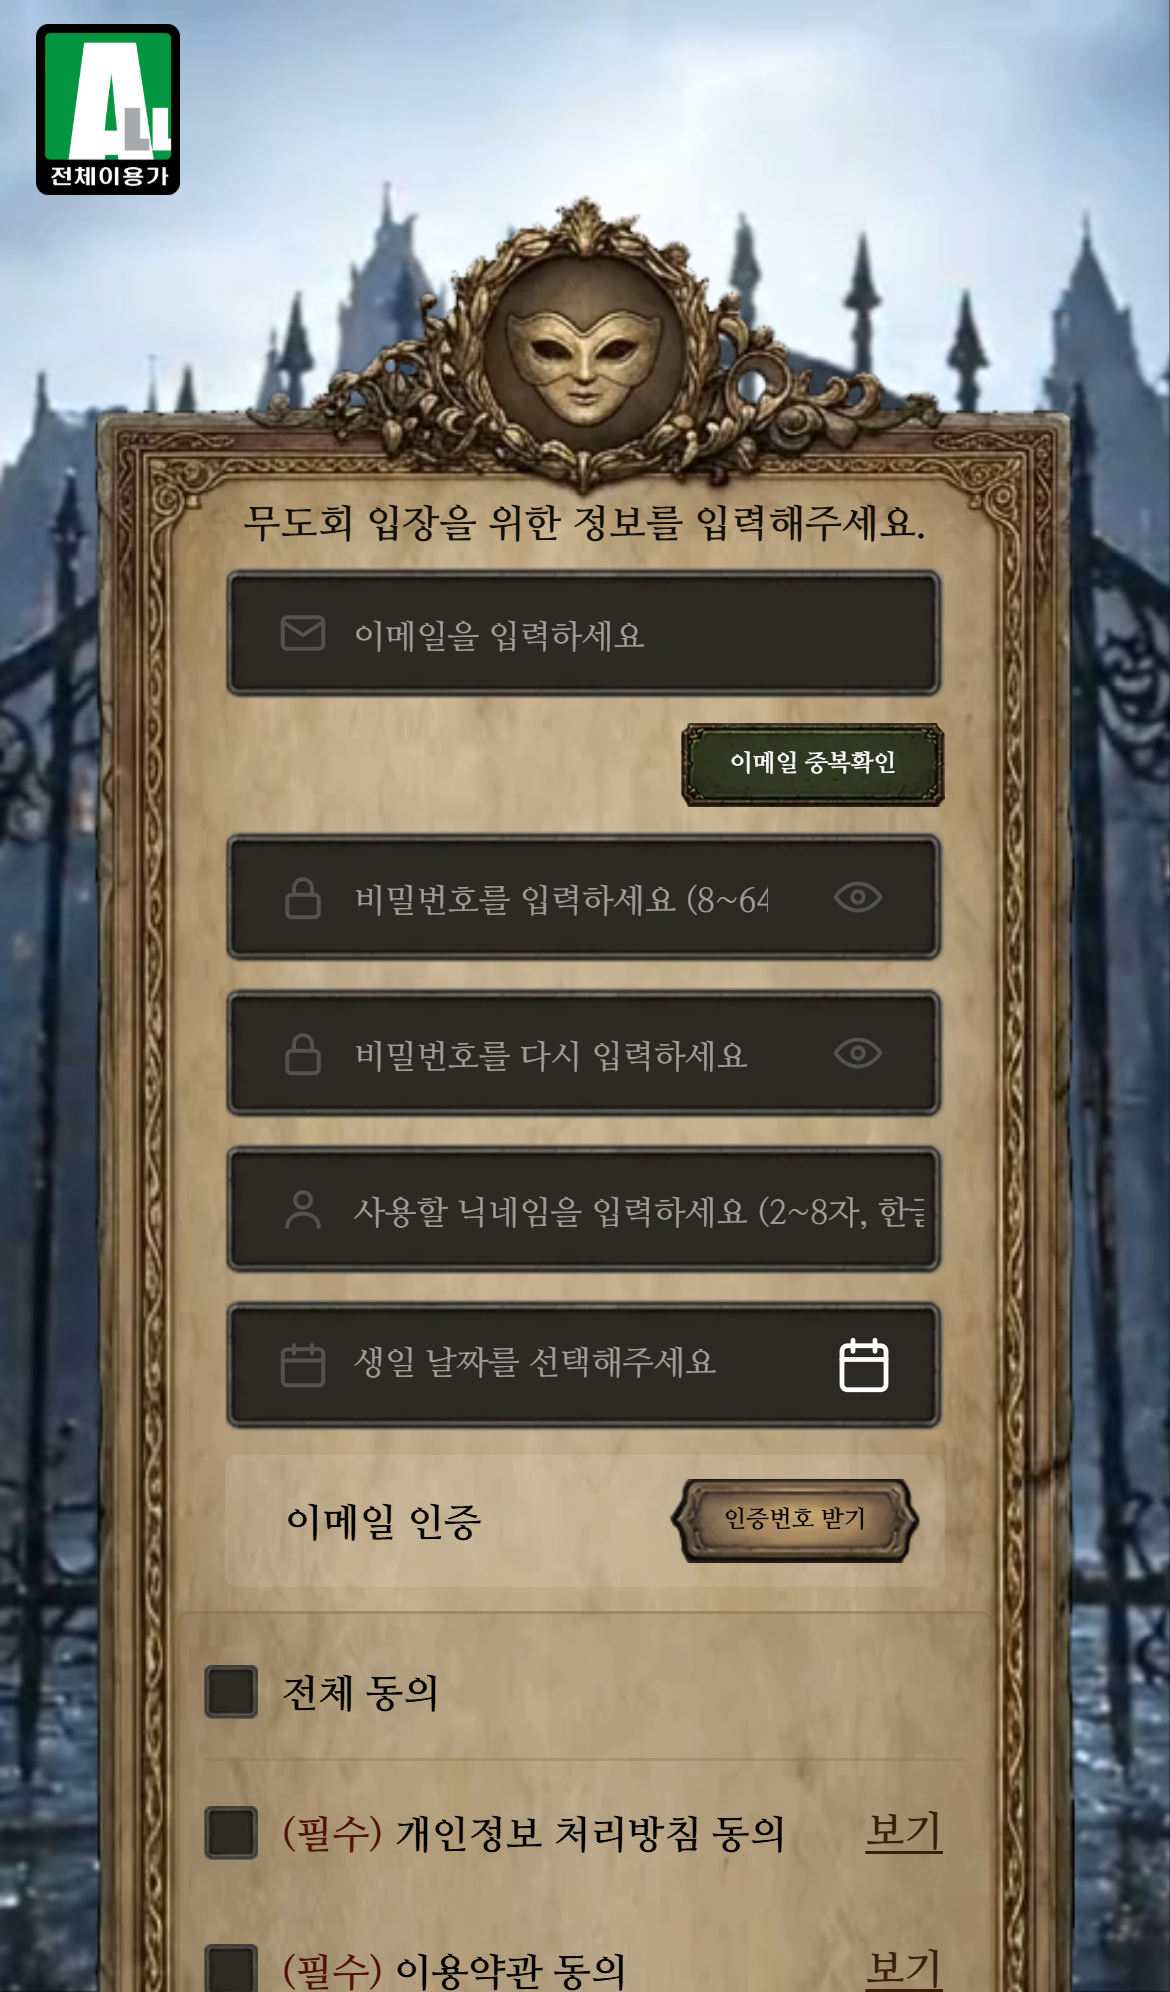 ALL
전체이용가
무도회 입장을 위한 정보를 입력해주세요.
이메일을 입력하세요
이메일 중복확인
비밀번호를 입력하세요 (8~64
비밀번호를 다시 입력하세요
사용할 닉네임을 입력하세요 (2~8자, 한글
생일 날짜를 선택해주세요
이메일 인증 인증번호 받기
전체 동의
(필수) 개인정보 처리방침 동의 보기
(필수) 이용약관 동의 보기